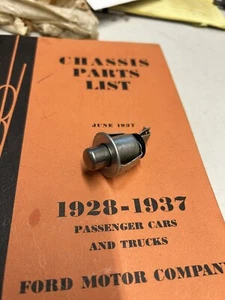 CHASSIS
PARTS
LIST
JUNE 1937
1928-1937
PASSENGER CARS
AND TRUCKS
FORD MOTOR COMPANY